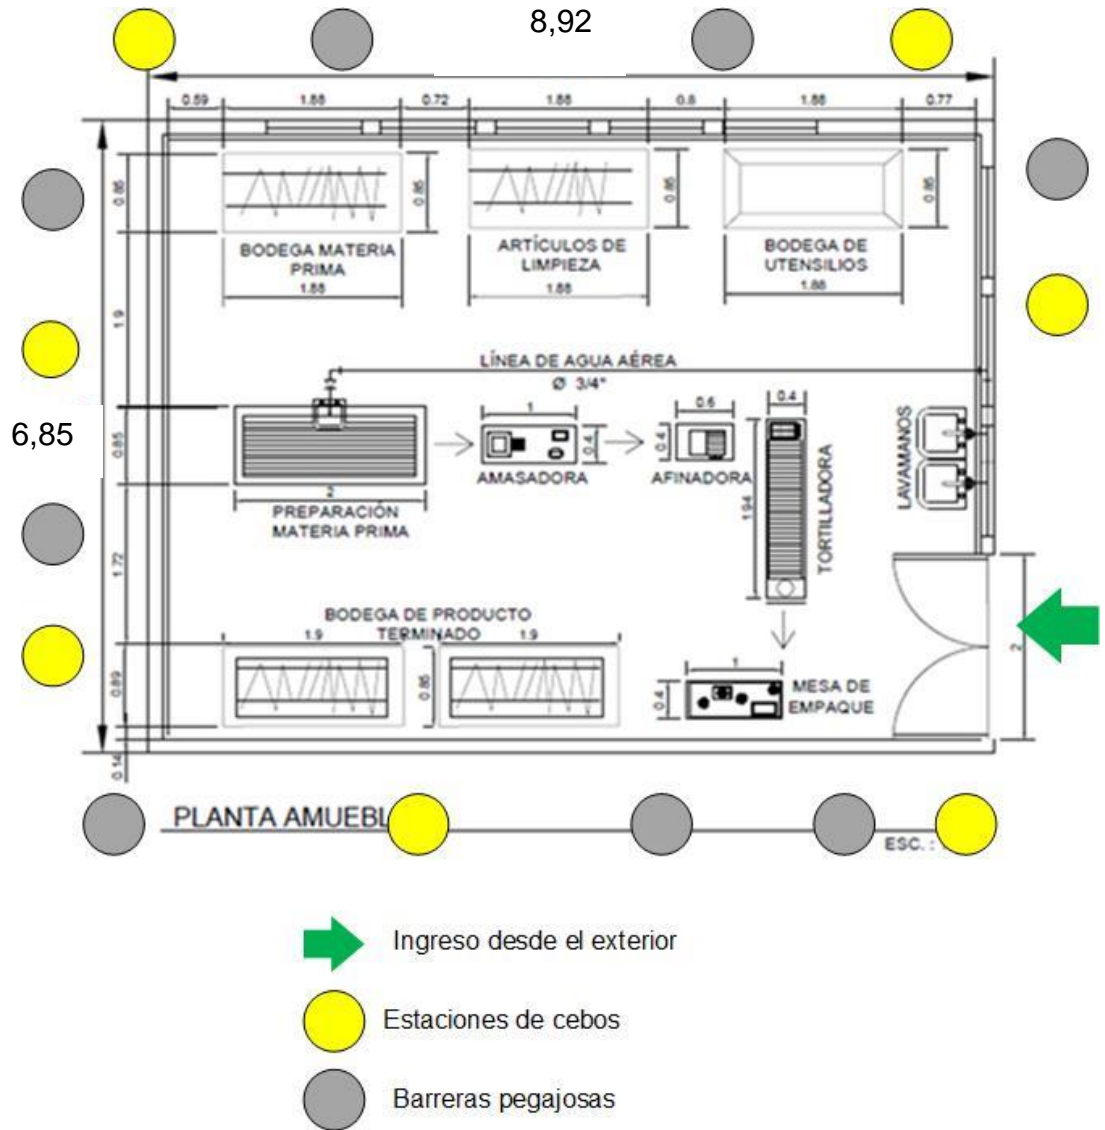 8,92
0.59 1.88 0.72 1.88 0.8 1.88 0.77
0.85 0.85 0.85 0.85
BODEGA MATERIA
PRIMA
1.88
ARTÍCULOS DE
LIMPIEZA
1.88
BODEGA DE
UTENSILIOS
1.88
1.9
LÍNEA DE AGUA AÉREA
Ø 3/4"
6,85
0.85
2
PREPARACIÓN
MATERIA PRIMA
1
0.4
AMASADORA
0.6
0.4
AFINADORA
0.4
1.94
TORTILLADORA
LAVAMANOS
1.72
BODEGA DE PRODUCTO
TERMINADO
1.9 1.9
0.89
0.85
1
0.4
MESA DE
EMPAQUE
2
0.14
PLANTA AMUEBL
ESC. :
Ingreso desde el exterior
Estaciones de cebos
Barreras pegajosas